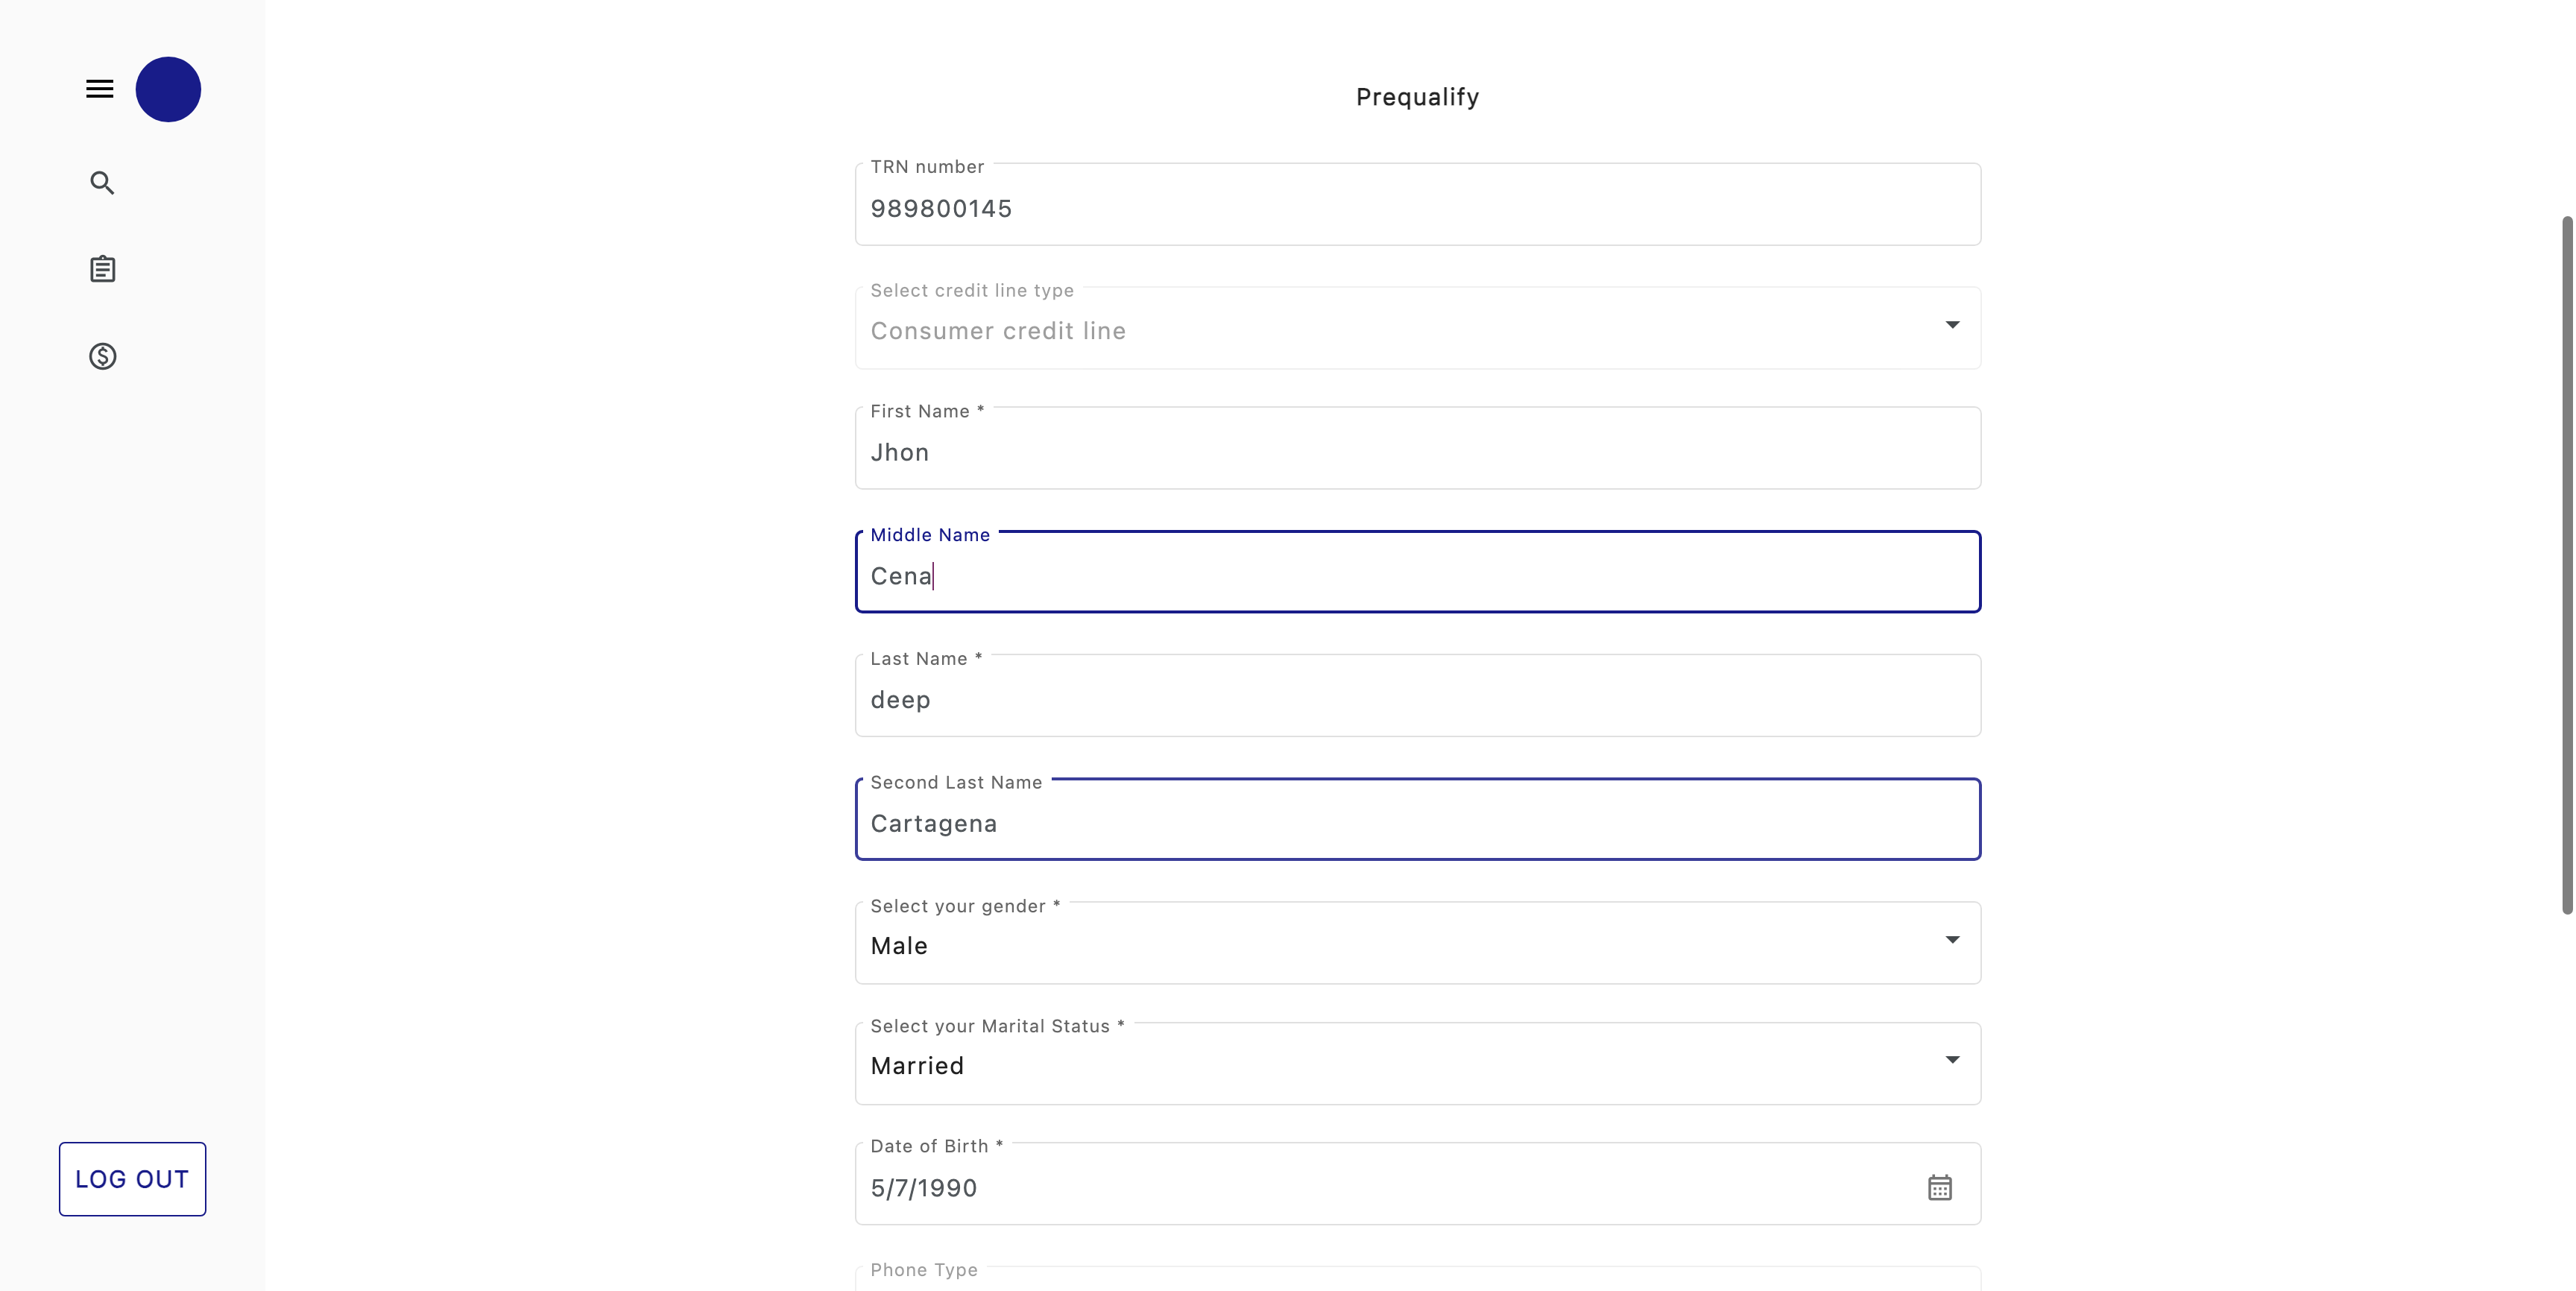 Prequalify
TRN number
989800145
Select credit line type
Consumer credit line
First Name *
Jhon
Middle Name
Cena
Last Name *
deep
Second Last Name
Cartagena
Select your gender *
Male
Select your Marital Status *
Married
Date of Birth *
5/7/1990
Phone Type
LOG OUT